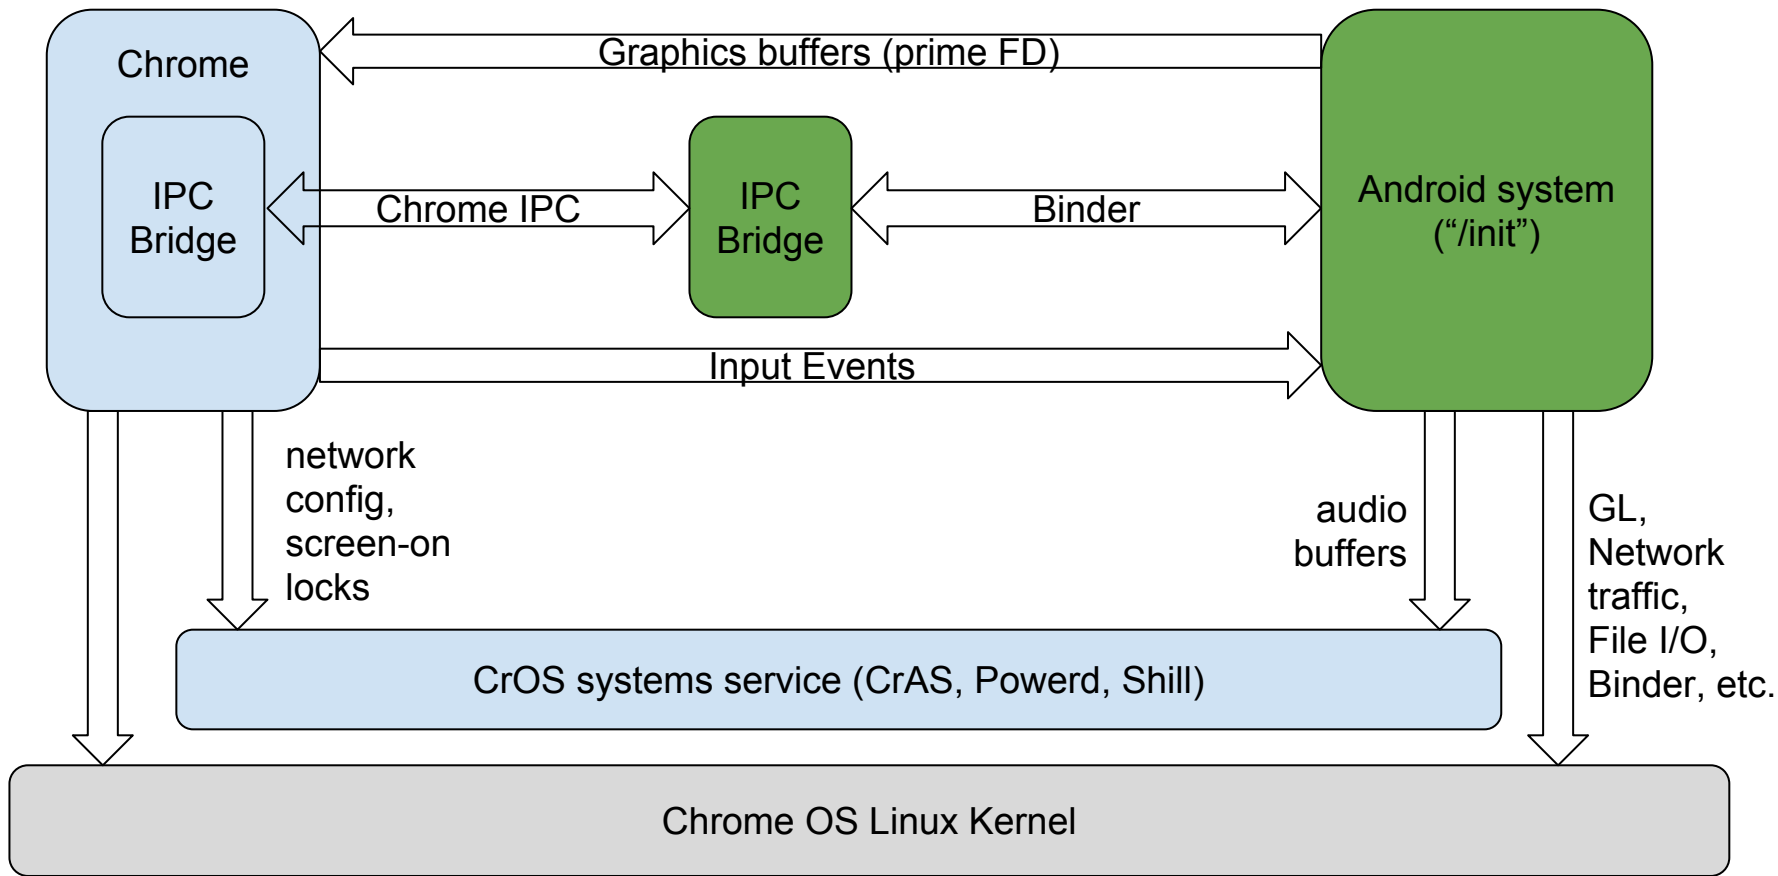 Chrome
Graphics buffers (prime FD)
IPC
Bridge
Chrome IPC
IPC
Bridge
Binder
Android system
(“/init”)
Input Events
network
config,
screen-on
locks
audio
buffers
GL,
Network
traffic,
File I/O,
Binder, etc.
CrOS systems service (CrAS, Powerd, Shill)
Chrome OS Linux Kernel